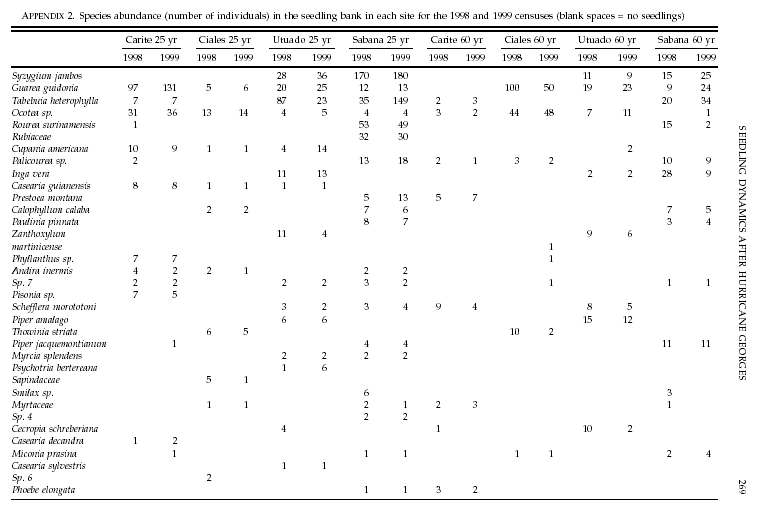 APPENDIX 2. Species abundance (number of individuals) in the seedling bank in each site for the 1998 and 1999 censuses (blank spaces = no seedlings)
Carite 25 yr Ciales 25 yr Utuado 25 yr Sabana 25 yr Carite 60 yr Ciales 60 yr Utuado 60 yr Sabana 60 yr
1998 1999 1998 1999 1998 1999 1998 1999 1998 1999 1998 1999 1998 1999 1998 1999
Syzygium jambos 28 36 170 180 11 9 15 25
Guarea guidonia 97 131 5 6 20 25 12 13 100 50 19 23 9 24
Tabebuia heterophylla 7 7 87 23 35 149 2 3 20 34
Ocotea sp. 31 36 13 14 4 5 4 4 3 2 44 48 7 11 1
Rourea surinamensis 1 53 49 15 2
Rubiaceae 32 30
Cupania americana 10 9 1 1 4 14 2
Palicourea sp. 2 13 18 2 1 3 2 10 9
Inga vera 11 13 2 2 28 9
Casearia guianensis 8 8 1 1 1 1
Prestoea montana 5 13 5 7
Calophyllum calaba 2 2 7 6 7 5
Paulinia pinnata 8 7 3 4
Zanthoxylum 11 4 9 6
martinicense 1
Phyllanthus sp. 7 7 1
Andira inermis 4 2 2 1 2 2
Sp. 7 2 2 2 2 3 2 1 1 1
Pisonia sp. 7 5
Schefflera morototoni 3 2 3 4 9 4 8 5
Piper amalago 6 6 15 12
Thowinia striata 6 5 10 2
Piper jacquemontianum 1 4 4 11 11
Myrcia splendens 2 2 2 2
Psychotria bertereana 1 6
Sapindaceae 5 1
Smilax sp. 6 3
Myrtaceae 1 1 2 1 2 3 1
Sp. 4 2 2
Cecropia schreberiana 4 1 10 2
Casearia decandra 1 2
Miconia prasina 1 1 1 1 1 2 4
Casearia sylvestris 1 1
Sp. 6 2
Phoebe elongata 1 1 3 2
SEEDLING DYNAMICS AFTER HURRICANE GEORGES
269